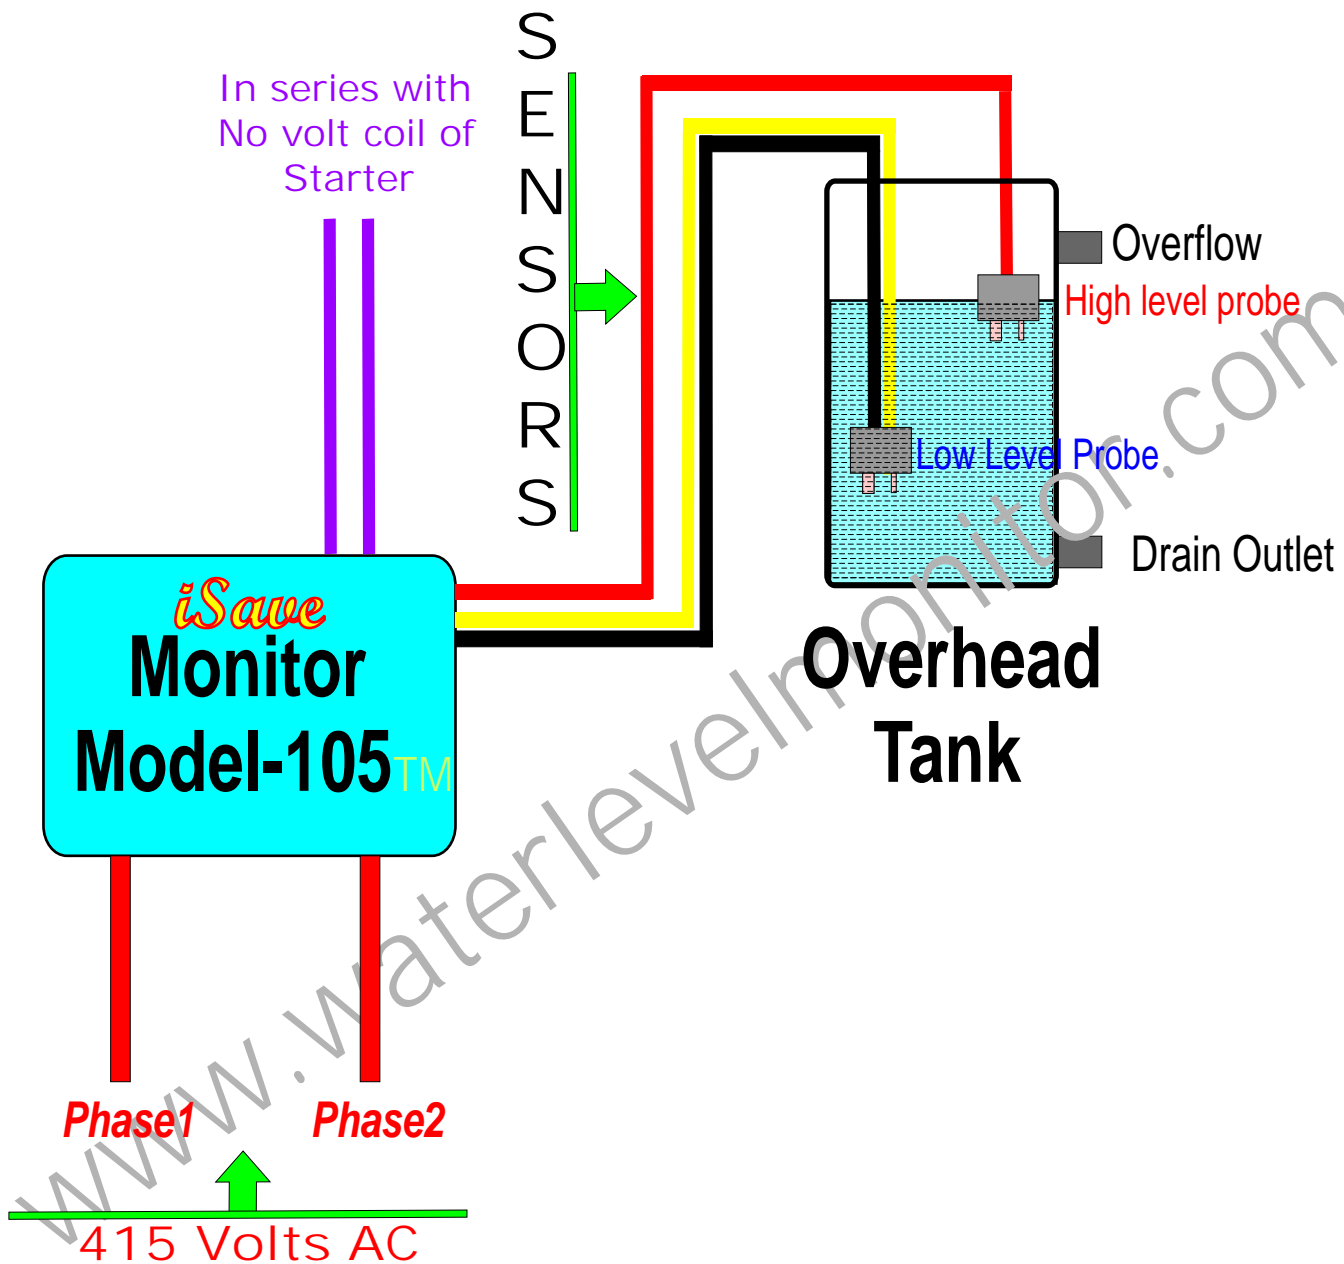 In series with
No volt coil of
Starter
SENSORS
Overflow
High level probe
Low Level Probe
Drain Outlet
iSave
Monitor
Model-105TM
Overhead
Tank
Phase1
Phase2
415 Volts AC
www.waterlevelmonitor.com